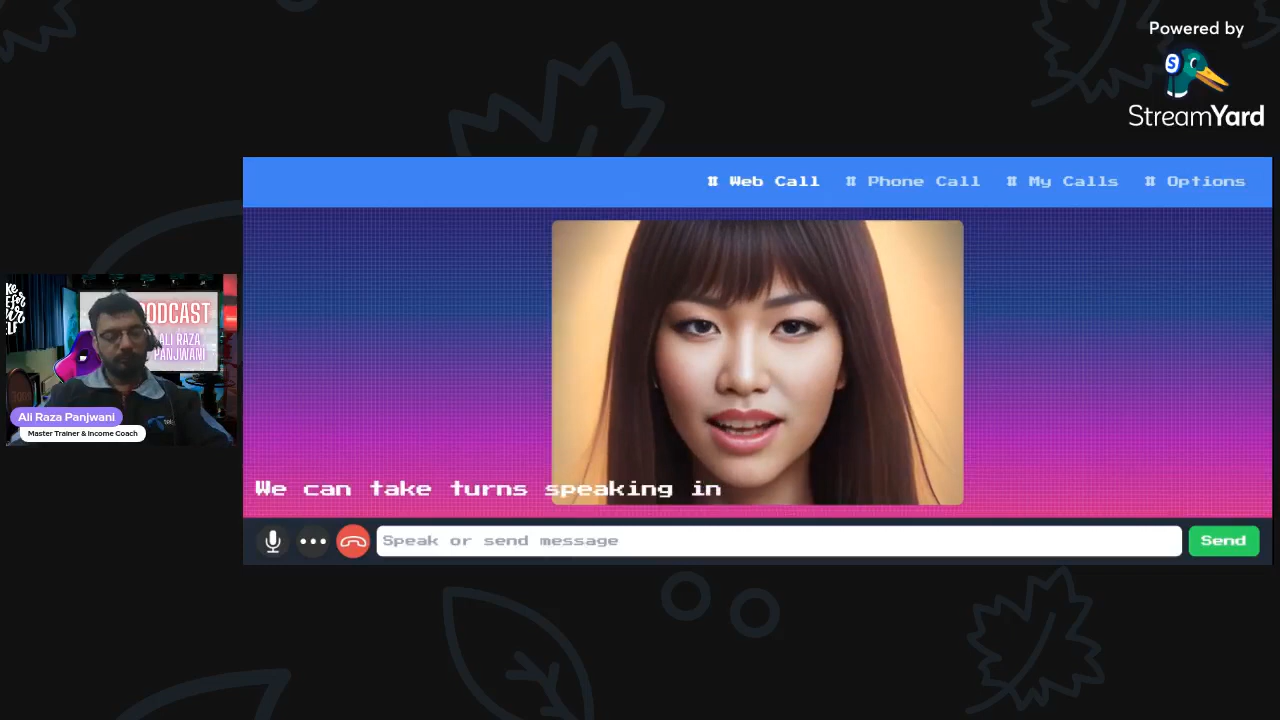 Powered by
StreamYard
# Web Call # Phone Call # My Calls # Options
PODCAST
ALI RAZA
PANJWANI
Ali Raza Panjwani
Master Trainer & Income Coach
We can take turns speaking in
Speak or send message
Send